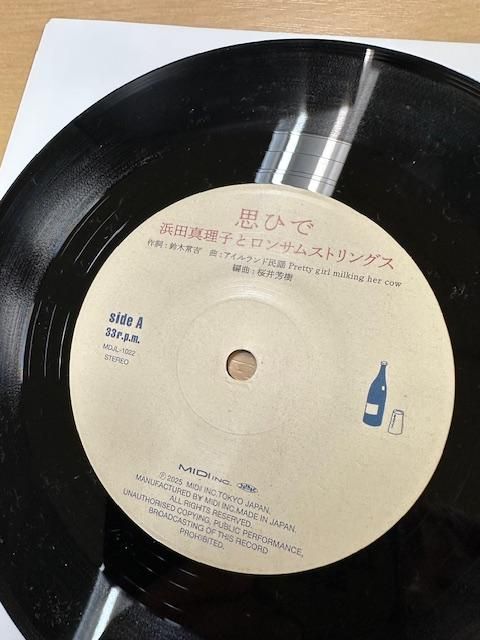 思ひで
浜田真理子とロンサムストリングス
作詞：鈴木常吉　曲：アイルランド民謡 Pretty girl milking her cow
編曲：桜井芳樹
side A
33r.p.m.
MDJL-1022
STEREO
MIDI INC.
℗2025 MIDI INC.TOKYO JAPAN.
MANUFACTURED BY MIDI INC.MADE IN JAPAN.
ALL RIGHTS RESERVED.
UNAUTHORISED COPYING, PUBLIC PERFORMANCE,
BROADCASTING OF THIS RECORD
PROHIBITED.